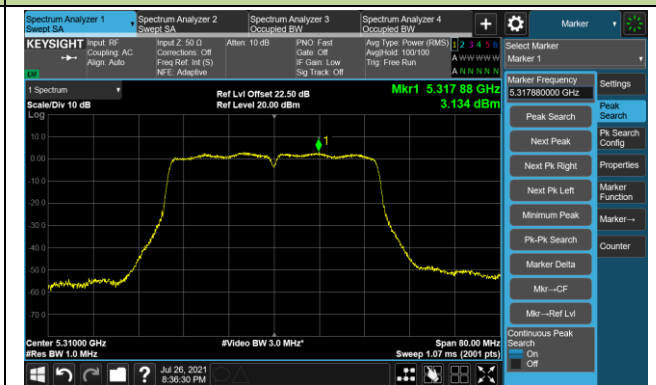 Spectrum Analyzer 1
Swept SA
Spectrum Analyzer 2
Swept SA
Spectrum Analyzer 3
Occupied BW
Spectrum Analyzer 4
Occupied BW
+
Marker
KEYSIGHT
Input: RF
Coupling: AC
Align: Auto
Input Z: 50 Ω
Corrections: Off
Freq Ref: Int (S)
NFE: Adaptive
Atten: 10 dB
PNO: Fast
Gate: Off
IF Gain: Low
Sig Track: Off
Avg Type: Power (RMS)
Avg|Hold: 100/100
Trig: Free Run
1 2 3 4 5 6
A W W W W W
A N N N N N
Select Marker
Marker 1
LXI
1 Spectrum
Scale/Div 10 dB
Log
Ref Lvl Offset 22.50 dB
Ref Level 20.00 dBm
Mkr1 5.317 88 GHz
3.134 dBm
1
10.0
0.00
-10.0
-20.0
-30.0
-40.0
-50.0
-60.0
-70.0
Center 5.31000 GHz
#Res BW 1.0 MHz
#Video BW 3.0 MHz*
Span 80.00 MHz
Sweep 1.07 ms (2001 pts)
Marker Frequency
5.317880000 GHz
Peak Search
Next Peak
Next Pk Right
Next Pk Left
Minimum Peak
Pk-Pk Search
Marker Delta
Mkr→CF
Mkr→Ref Lvl
Continuous Peak
Search
On
Off
Settings
Peak
Search
Pk Search
Config
Properties
Marker
Function
Marker→
Counter
?
Jul 26, 2021
8:36:30 PM